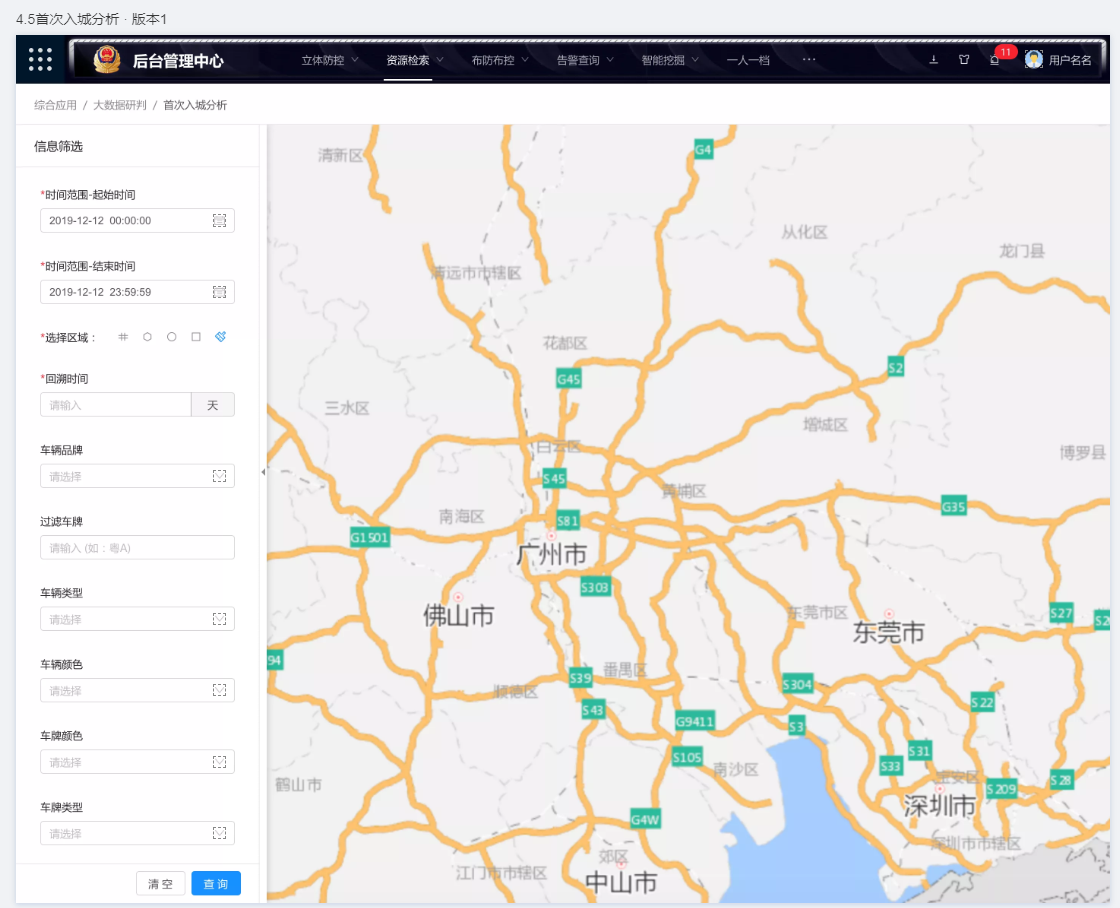 4.5首次入城分析 · 版本1
后台管理中心
立体防控
资源检索
布防布控
告警查询
智能挖掘
一人一档
···
11
用户名名
综合应用 / 大数据研判 / 首次入城分析
信息筛选
*时间范围-起始时间
2019-12-12 00:00:00
*时间范围-结束时间
2019-12-12 23:59:59
*选择区域：
*回溯时间
请输入
天
车辆品牌
请选择
过滤车牌
请输入 (如：粤A)
车辆类型
请选择
车辆颜色
请选择
车牌颜色
请选择
车牌类型
请选择
清 空
查 询
清新区
G4
从化区
龙门县
清远市市辖区
花都区
S2
G45
三水区
增城区
白云区
博罗县
S45
黄埔区
G35
南海区
S81
G1501
广州市
S303
佛山市
东莞市区
东莞市
S27
S2
94
番禺区
S39
S304
顺德区
S22
S43
G9411
S3
S31
S105
南沙区
S33
宝安区
S28
鹤山市
S209
深圳市
G4W
深圳市市辖区
郊区
江门市市辖区
中山市